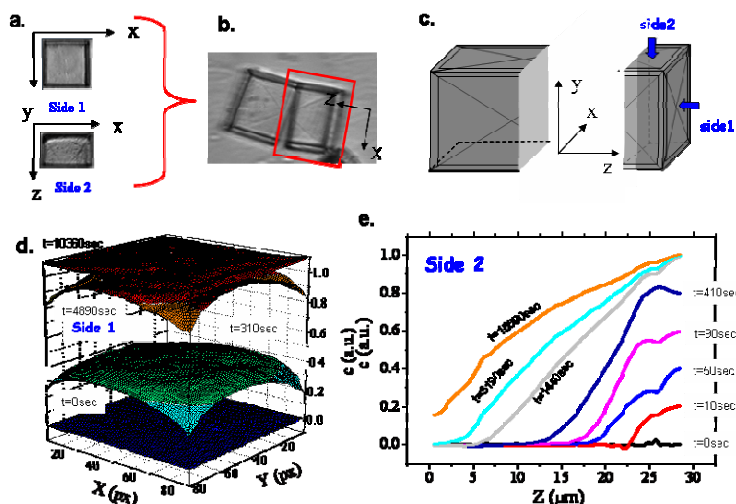 a.
x
y
Side 1
x
z
Side 2
b.
Z
X
c.
side2
y
x
z
side1
d.
t=10360sec
t=4890sec
Side 1
t=310sec
t=0sec
1.0
0.8
0.6
0.4
0.2
0.0
c (a.u.)
20
40
60
80
X (px)
20
40
60
80
Y (px)
e.
Side 2
1.0
0.8
0.6
0.4
0.2
0.0
c (a.u.)
t=410sec
t=90sec
t=60sec
t=10sec
t=0sec
t=1440sec
0
5
10
15
20
25
30
Z (µm)